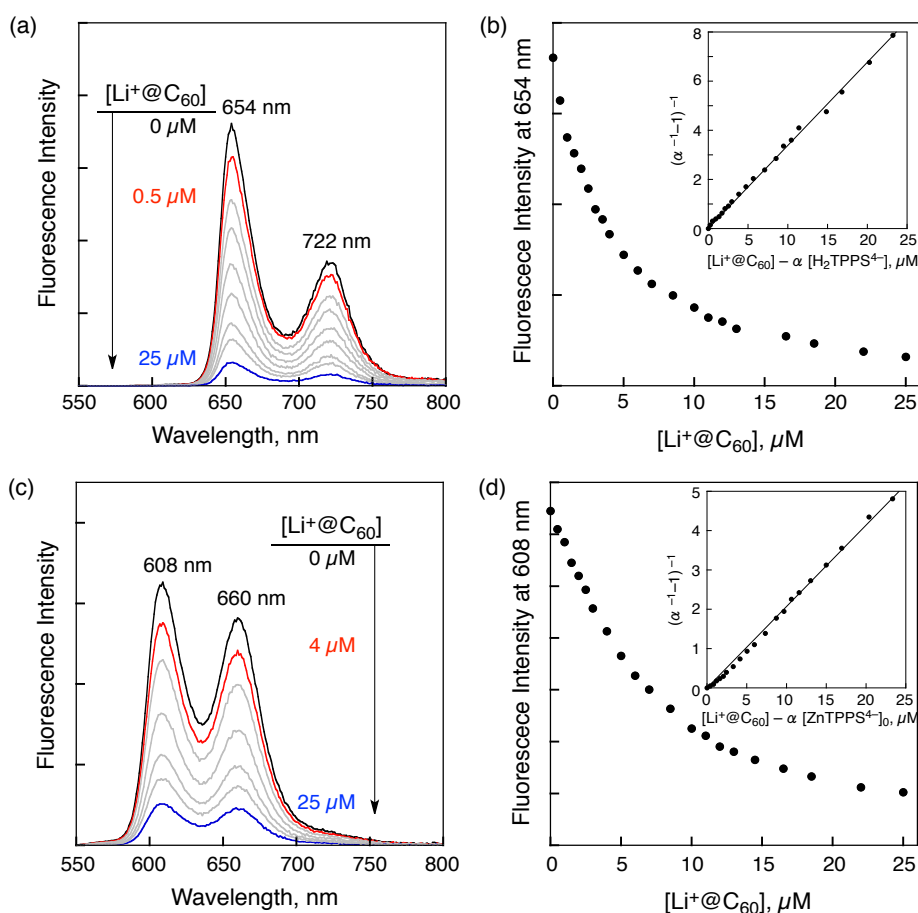 (a)
Fluorescence Intensity
[Li⁺@C₆₀]
0 µM
0.5 µM
25 µM
654 nm
722 nm
550 600 650 700 750 800
Wavelength, nm
(b)
Fluoresccece Intensity at 654 nm
0 5 10 15 20 25
[Li⁺@C₆₀], µM
8
6
4
2
0
(α⁻¹–1)⁻¹
0 5 10 15 20 25
[Li⁺@C₆₀] – α [H₂TPPS⁴⁻], µM
(c)
Fluorescence Intensity
[Li⁺@C₆₀]
0 µM
4 µM
25 µM
608 nm
660 nm
550 600 650 700 750 800
Wavelength, nm
(d)
Fluoresccece Intensity at 608 nm
0 5 10 15 20 25
[Li⁺@C₆₀], µM
5
4
3
2
1
0
(α⁻¹–1)⁻¹
0 5 10 15 20 25
[Li⁺@C₆₀] – α [ZnTPPS⁴⁻]₀, µM